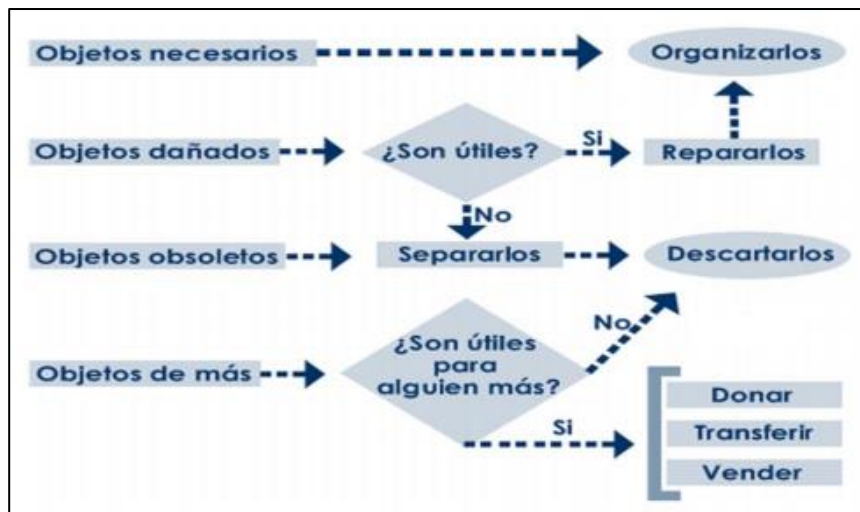 Objetos necesarios
Organizarlos
Objetos dañados
¿Son útiles?
Si
Repararlos
No
Objetos obsoletos
Separarlos
Descartarlos
Objetos de más
¿Son útiles
para
alguien más?
No
Si
Donar
Transferir
Vender